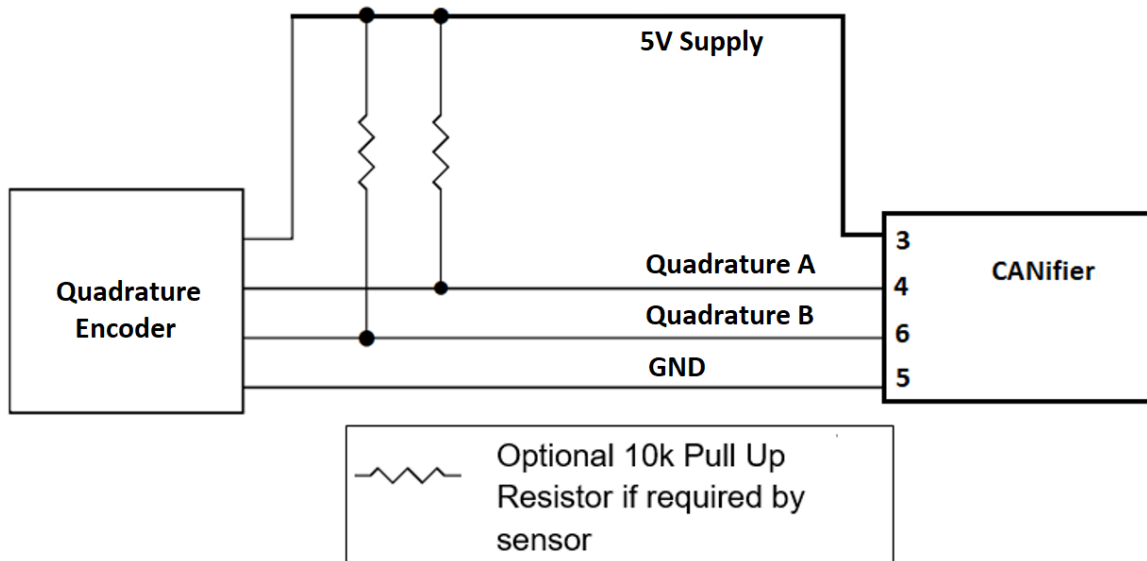 5V Supply
Quadrature
Encoder
Quadrature A
Quadrature B
GND
3
4
6
5
CANifier
Optional 10k Pull Up
Resistor if required by
sensor